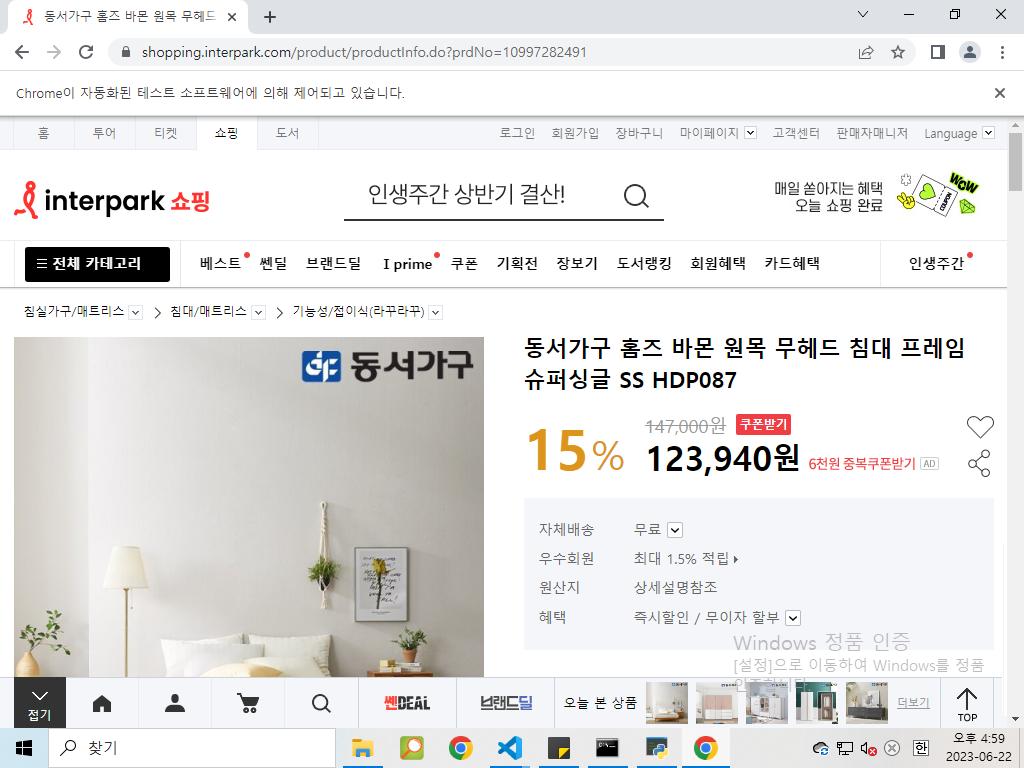 동서가구 홈즈 바몬 원목 무헤드
shopping.interpark.com/product/productInfo.do?prdNo=10997282491
Chrome이 자동화된 테스트 소프트웨어에 의해 제어되고 있습니다.
홈 투어 티켓 쇼핑 도서 로그인 회원가입 장바구니 마이페이지 고객센터 판매자매니저 Language
interpark 쇼핑
인생주간 상반기 결산!
매일 쏟아지는 혜택
오늘 쇼핑 완료
WOW
COUPON
전체 카테고리 베스트 쎈딜 브랜드딜 I prime 쿠폰 기획전 장보기 도서랭킹 회원혜택 카드혜택 인생주간
침실가구/매트리스 침대/매트리스 기능성/접이식(라꾸라꾸)
동서가구
동서가구 홈즈 바몬 원목 무헤드 침대 프레임
슈퍼싱글 SS HDP087
15%
147,000원 쿠폰받기
123,940원 6천원 중복쿠폰받기 AD
자체배송 무료
우수회원 최대 1.5% 적립
원산지 상세설명참조
혜택 즉시할인 / 무이자 할부
Windows 정품 인증
[설정]으로 이동하여 Windows를 정품
접기
쎈DEAL
브랜드딜
오늘 본 상품
더보기
TOP
찾기
한
오후 4:59
2023-06-22